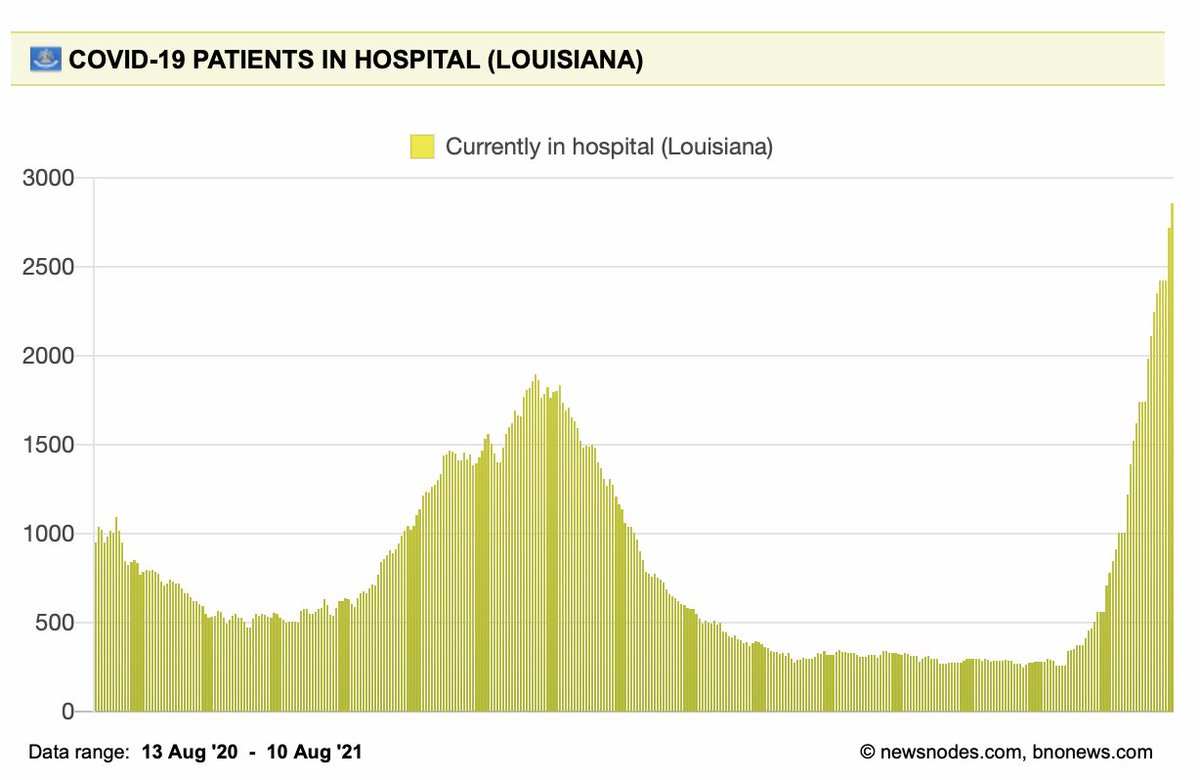 COVID-19 PATIENTS IN HOSPITAL (LOUISIANA)
Currently in hospital (Louisiana)
3000
2500
2000
1500
1000
500
0
Data range: 13 Aug '20 - 10 Aug '21
© newsnodes.com, bnonews.com